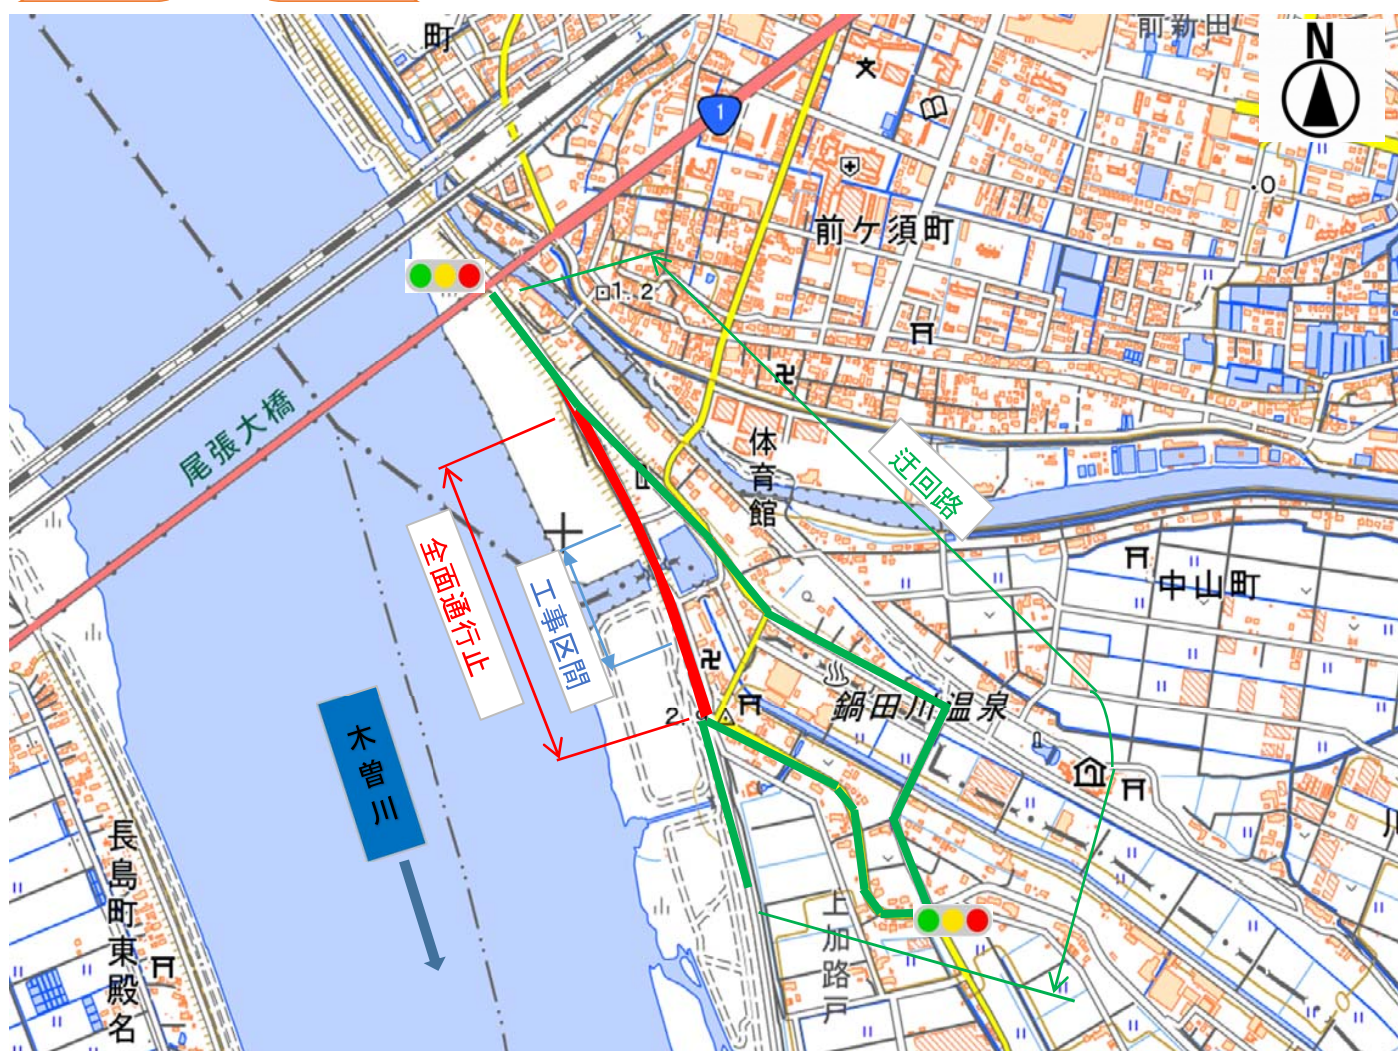 町
前新田
N
1
.0
前ケ須町
1.2
尾張大橋
体育館
迂回路
全面通行止
工事区間
中山町
鍋田川温泉
2.
木曽川
長島町東殿名
上加路戸